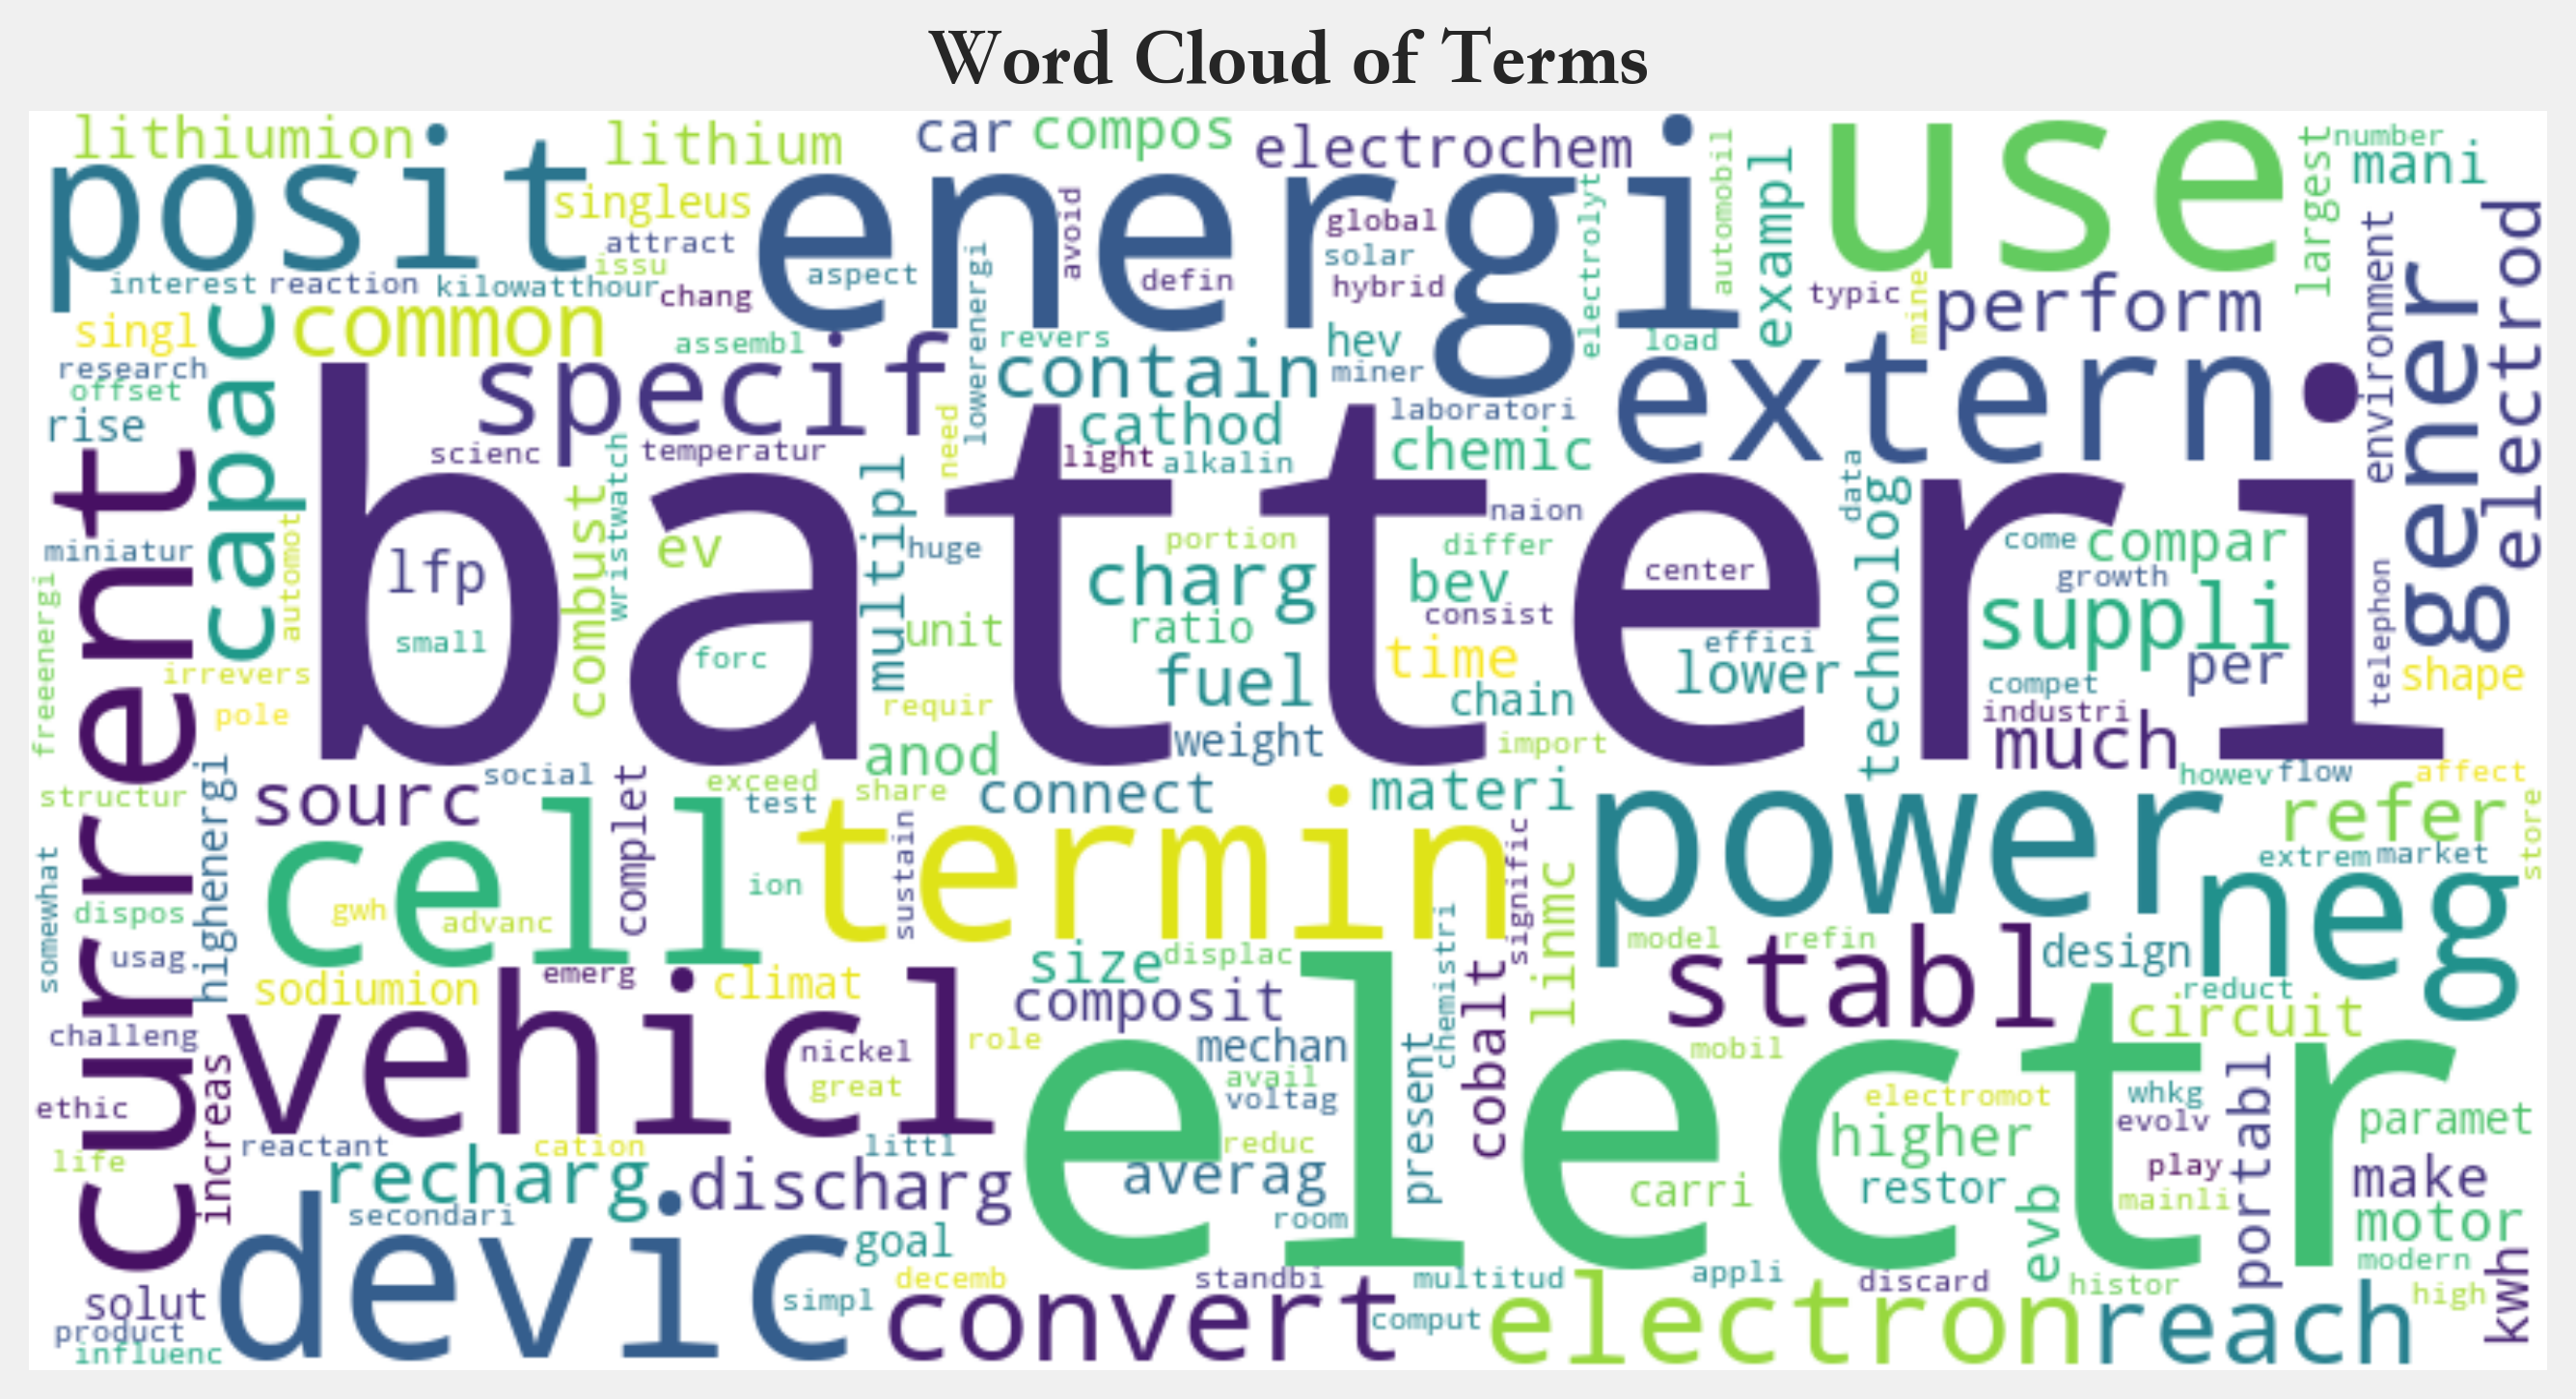 Word Cloud of Terms
lithiumion
lithium
car
compos
electrochem
automobil
use
number
mani
largest
posit
singleus
energi
avoid
global
electrolyt
exampl
electrod
attract
issu
aspect
defin
solar
hybrid
typic
mine
perform
environment
gener
interest
reaction
kilowatthour
chang
lowerenergi
singl
capac
common
assembl
revers
hev
load
research
offset
specif
contain
miner
extern
rise
scienc
temperatur
need
cathod
laboratori
light
alkalin
chemic
current
batteri
wristwatch
multipl
data
technolog
naion
miniatur
automot
lfp
combust
ev
huge
portion
differ
center
come
compar
charg
bev
growth
telephon
freeenergi
small
forc
unit
ratio
consist
effici
suppli
irrevers
fuel
time
lower
per
shape
pole
requir
chain
compet
industri
weight
import
much
anod
social
exceed
structur
highenergi
sourc
complet
test
share
connect
materi
howev
flow
affect
store
refer
cell
termin
power
extrem
market
somewhat
dispos
gwh
advanc
ion
sustain
signific
linmc
neg
usag
sodiumion
emerg
climat
size
displac
chemistri
cobalt
model
refin
stabl
design
reduct
circuit
challeng
vehicl
composit
nickel
role
mechan
mobil
ethic
increas
great
avail
voltag
present
electr
electromot
whkg
evolv
portabl
paramet
life
reactant
cation
littl
reduc
higher
play
recharg
discharg
averag
carri
restor
mainli
make
secondari
room
evb
motor
devic
goal
decemb
standbi
multitud
appli
discard
histor
modern
high
kwh
solut
simpl
convert
comput
electron
reach
product
influenc